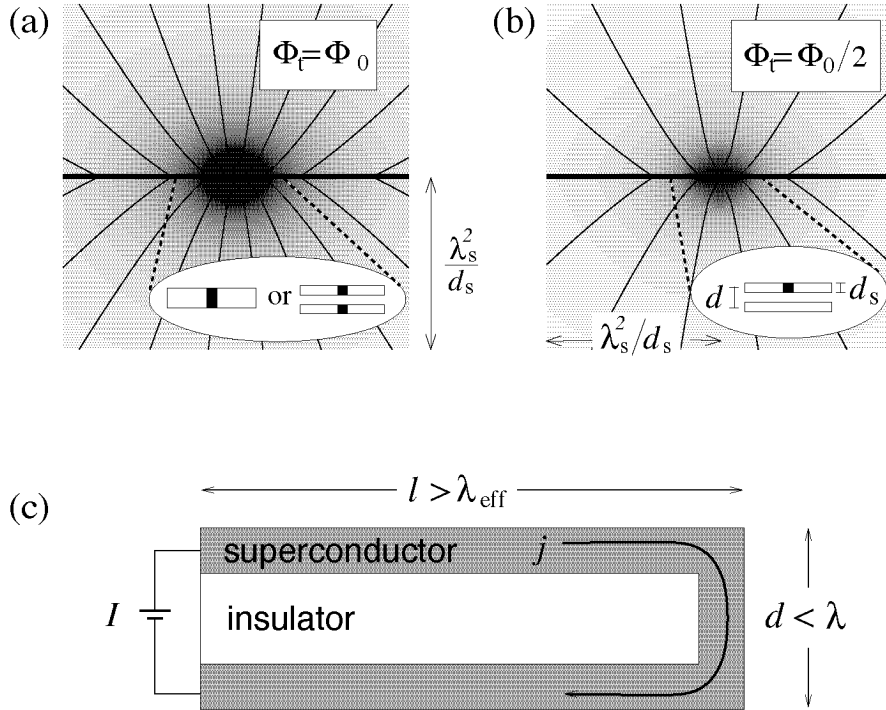 (a)
Φt=Φ0
λs²/ds
or
(b)
Φt=Φ0/2
d
ds
λs²/ds
(c)
l > λeff
superconductor
j
I
insulator
d < λ